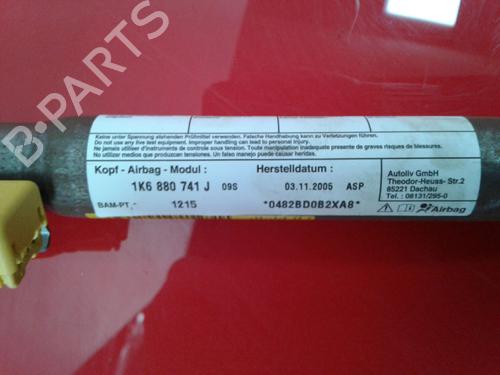 B-PARTS
Keine unter Spannung stehenden Prüfmittel verwenden. Falsche Handhabung kann zu Verletzungen führen.
Do not use any live test equipment. Improper handling can lead to personal injury.
Ne jamais utiliser d'instruments de controle sous tension. Toute manipulation inadéquate presente de graves risques de blessures.
No utilizar medios bajo tensiones. Un falso manejo puede causar heridas.
Kopf - Airbag - Modul :
1K6 880 741 J 09S
BAM-PT.- 1215
Herstelldatum :
03.11.2005 ASP
*0482BD0B2XA8*
Autoliv GmbH
Theodor-Heuss- Str.2
85221 Dachau
Tel. : 08131/295-0
Airbag